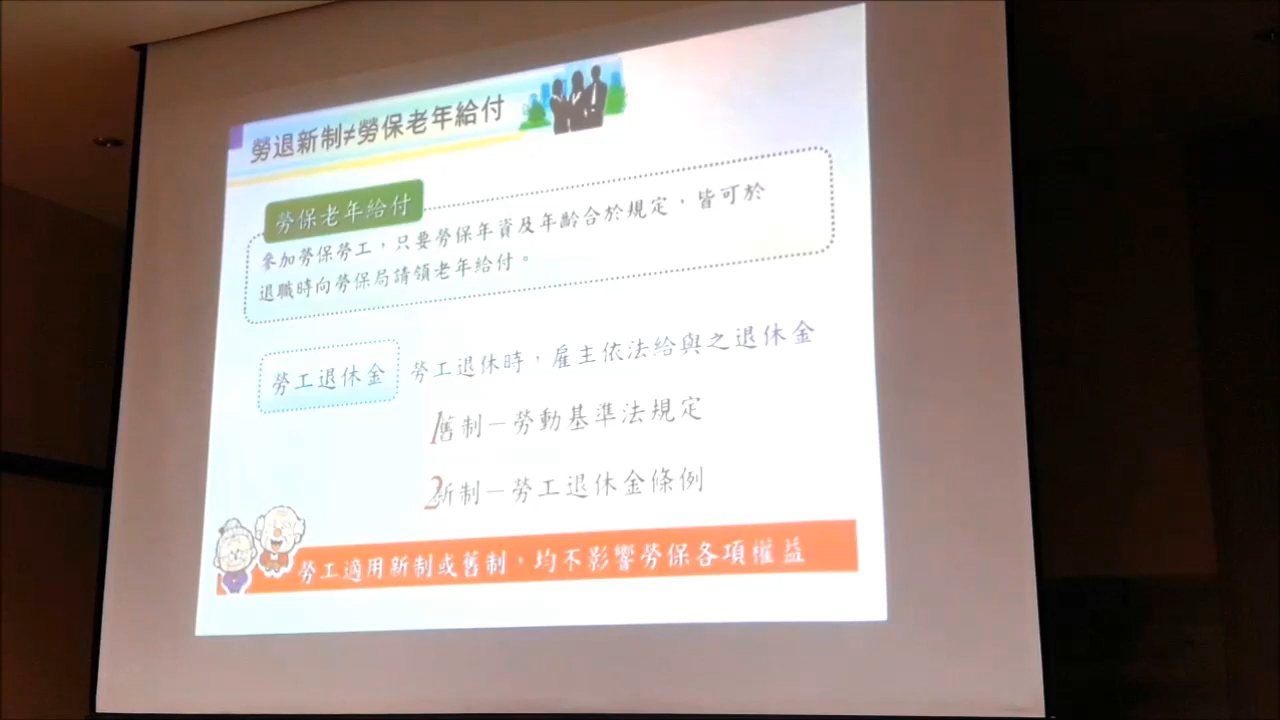 勞退新制≠勞保老年給付
勞保老年給付
參加勞保勞工，只要勞保年資及年齡合於規定，皆可於
退職時向勞保局請領老年給付。
勞工退休金
勞工退休時，雇主依法給與之退休金
1舊制－勞動基準法規定
2新制－勞工退休金條例
勞工適用新制或舊制，均不影響勞保各項權益